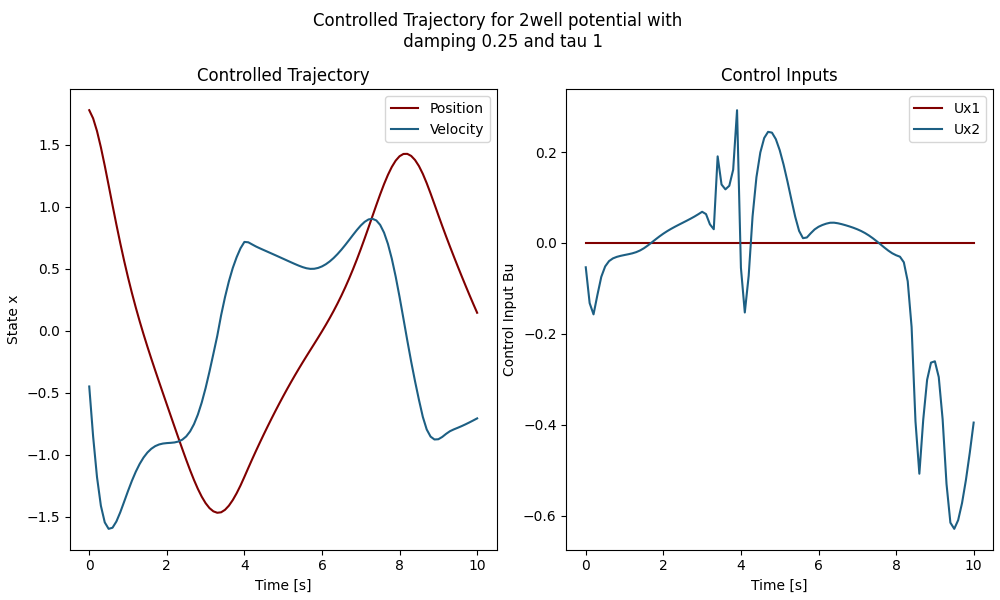 Controlled Trajectory for 2well potential with
damping 0.25 and tau 1
Controlled Trajectory
Position
Velocity
1.5
1.0
0.5
0.0
−0.5
−1.0
−1.5
State x
0 2 4 6 8 10
Time [s]
Control Inputs
Ux1
Ux2
0.2
0.0
−0.2
−0.4
−0.6
Control Input Bu
0 2 4 6 8 10
Time [s]